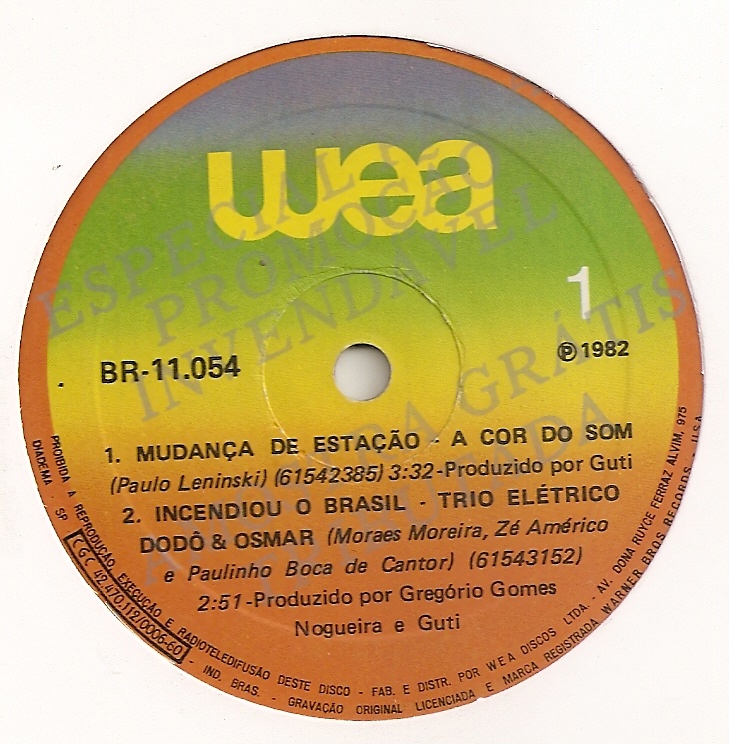 wea
ESPECIAL P/
PROMOÇÃO
INVENDÁVEL
AMOSTRA GRÁTIS
TRIBUTADA
1
BR-11.054
℗1982
1. MUDANÇA DE ESTAÇÃO - A COR DO SOM
(Paulo Leninski) (61542385) 3:32-Produzido por Guti
2. INCENDIOU O BRASIL - TRIO ELÉTRICO
DODÔ & OSMAR (Moraes Moreira, Zé Américo
e Paulinho Boca de Cantor) (61543152)
2:51-Produzido por Gregório Gomes
Nogueira e Guti
PROIBIDA A REPRODUÇÃO, EXECUÇÃO E RADIOTELEDIFUSÃO DESTE DISCO - FAB. E DISTR. POR WEA DISCOS LTDA. - AV. DONA RUYCE FERRAZ ALVIM, 975
DIADEMA - SP
CGC 42.470.112/0006-60
- IND. BRAS. - GRAVAÇÃO ORIGINAL LICENCIADA E MARCA REGISTRADA WARNER BROS RECORDS - USA